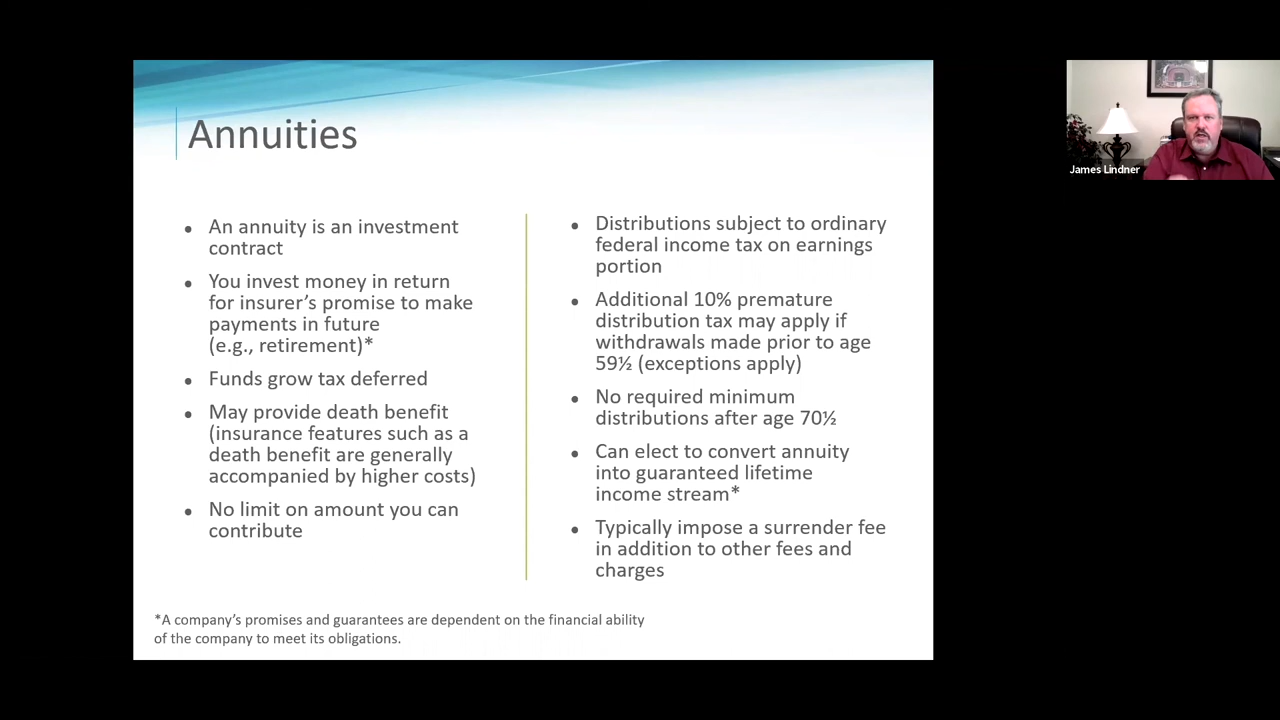 Annuities
• An annuity is an investment
contract
• You invest money in return
for insurer’s promise to make
payments in future
(e.g., retirement)*
• Funds grow tax deferred
• May provide death benefit
(insurance features such as a
death benefit are generally
accompanied by higher costs)
• No limit on amount you can
contribute
• Distributions subject to ordinary
federal income tax on earnings
portion
• Additional 10% premature
distribution tax may apply if
withdrawals made prior to age
59½ (exceptions apply)
• No required minimum
distributions after age 70½
• Can elect to convert annuity
into guaranteed lifetime
income stream*
• Typically impose a surrender fee
in addition to other fees and
charges
*A company’s promises and guarantees are dependent on the financial ability
of the company to meet its obligations.
James Lindner